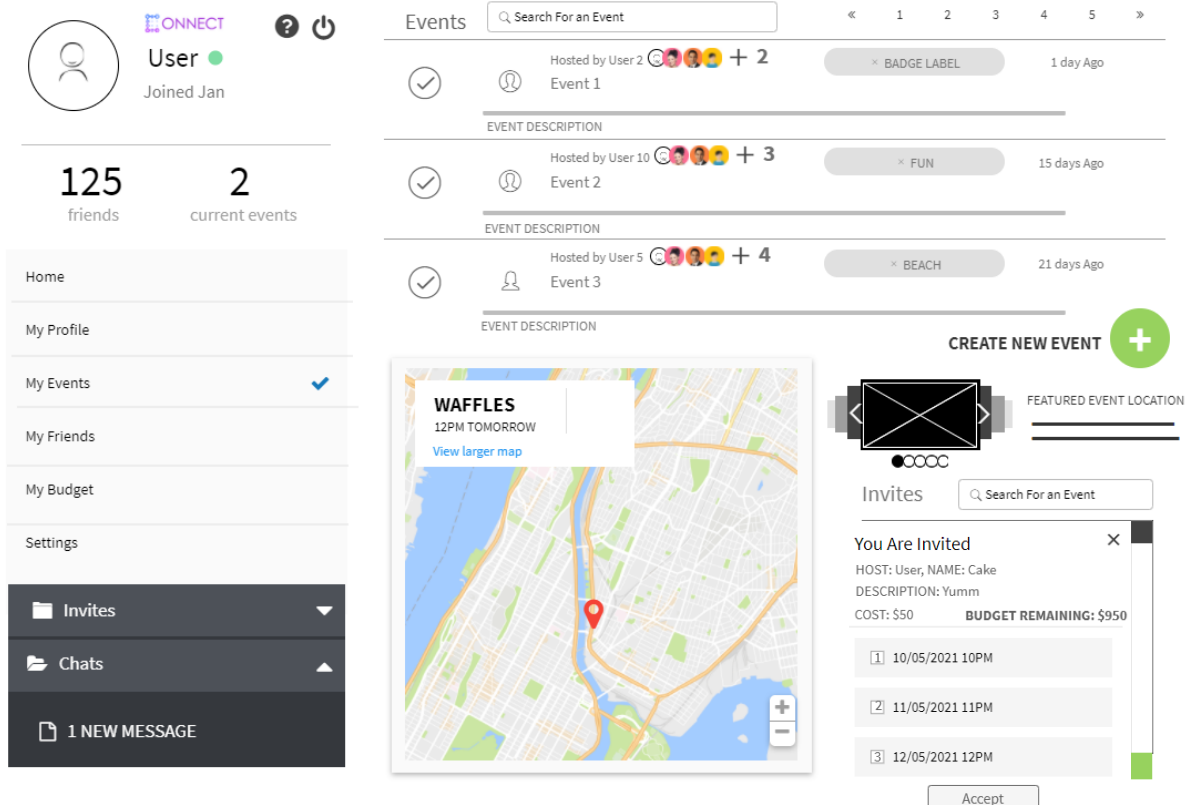 CONNECT
User
Joined Jan
125
friends
2
current events
Home
My Profile
My Events
My Friends
My Budget
Settings
Invites
Chats
1 NEW MESSAGE
Events
Search For an Event
« 1 2 3 4 5 »
Hosted by User 2 + 2
Event 1
× BADGE LABEL
1 day Ago
EVENT DESCRIPTION
Hosted by User 10 + 3
Event 2
× FUN
15 days Ago
EVENT DESCRIPTION
Hosted by User 5 + 4
Event 3
× BEACH
21 days Ago
EVENT DESCRIPTION
CREATE NEW EVENT +
WAFFLES
12PM TOMORROW
View larger map
FEATURED EVENT LOCATION
Invites
Search For an Event
You Are Invited
HOST: User, NAME: Cake
DESCRIPTION: Yumm
COST: $50 BUDGET REMAINING: $950
1 10/05/2021 10PM
2 11/05/2021 11PM
3 12/05/2021 12PM
Accept